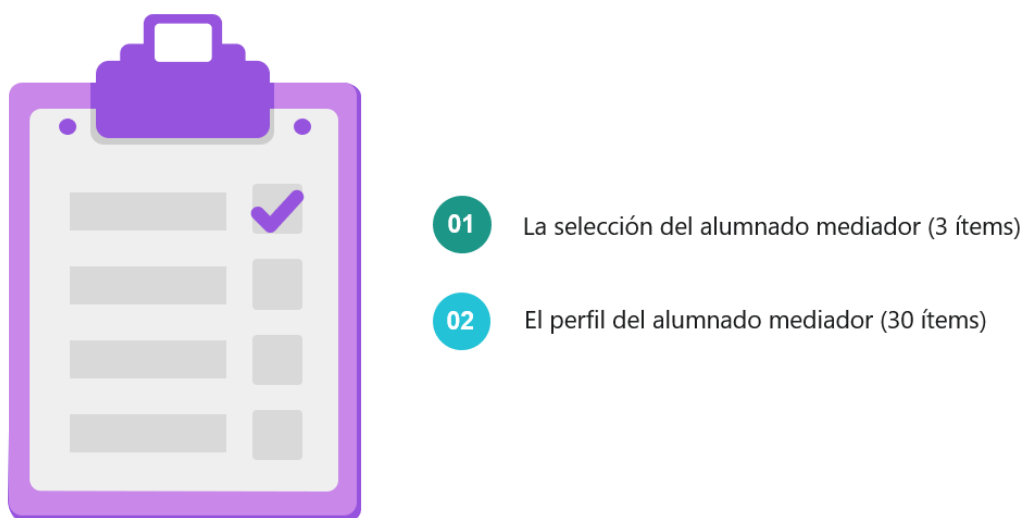 01
La selección del alumnado mediador (3 ítems)
02
El perfil del alumnado mediador (30 ítems)